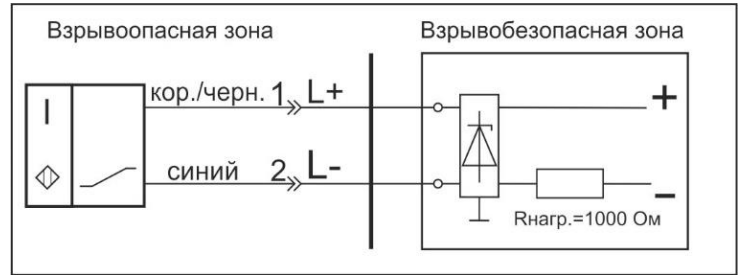 Взрывоопасная зона
Взрывобезопасная зона
кор./черн. 1 L+
+
I
синий 2 L-
-
Rнагр.=1000 Ом